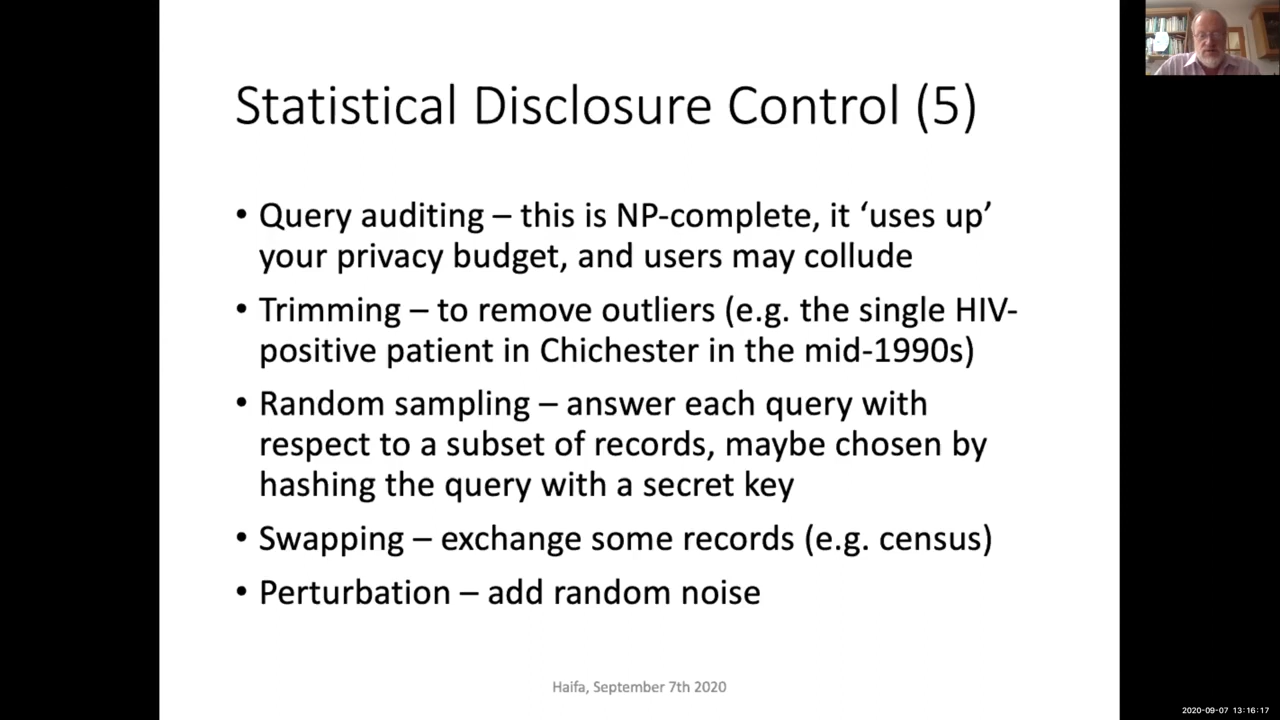 Statistical Disclosure Control (5)
• Query auditing – this is NP-complete, it ‘uses up’
your privacy budget, and users may collude
• Trimming – to remove outliers (e.g. the single HIV-
positive patient in Chichester in the mid-1990s)
• Random sampling – answer each query with
respect to a subset of records, maybe chosen by
hashing the query with a secret key
• Swapping – exchange some records (e.g. census)
• Perturbation – add random noise
Haifa, September 7th 2020
2020-09-07 13:16:17